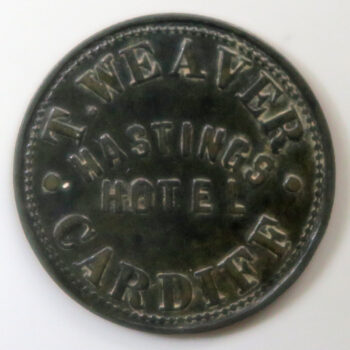 T. WEAVER
HASTINGS
HOTEL
CARDIFF